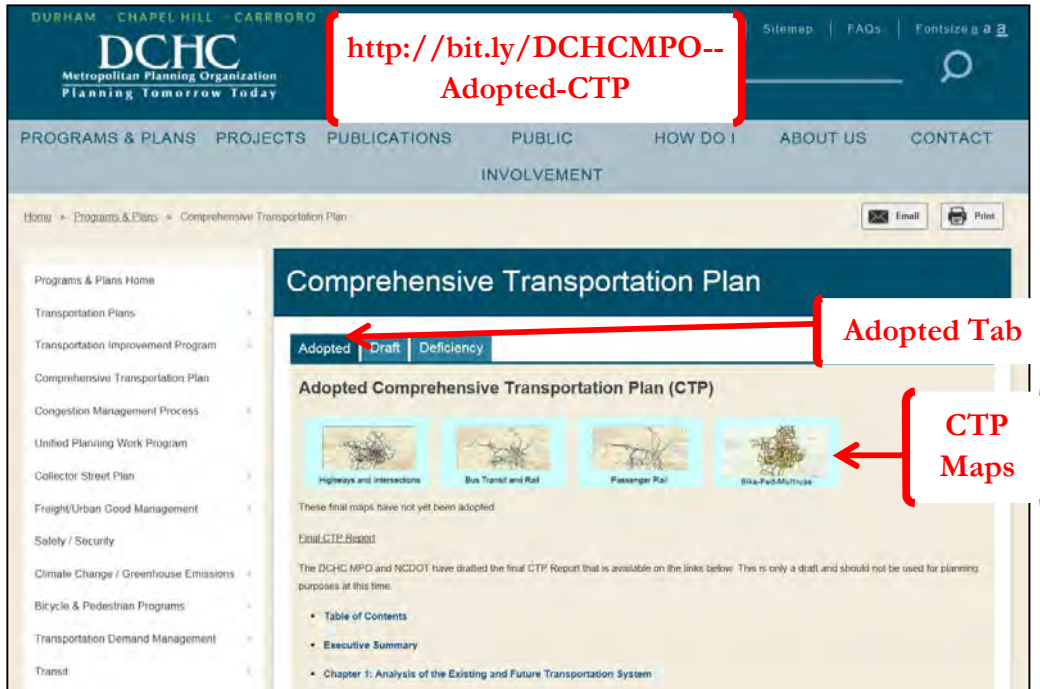 DURHAM · CHAPEL HILL · CARRBORO
DCHC
Metropolitan Planning Organization
Planning Tomorrow Today
http://bit.ly/DCHCMPO--
Adopted-CTP
Sitemap | FAQs | Fontsize a a a
PROGRAMS & PLANS PROJECTS PUBLICATIONS PUBLIC INVOLVEMENT HOW DO I ABOUT US CONTACT
Home » Programs & Plans » Comprehensive Transportation Plan
Email
Print
Programs & Plans Home
Transportation Plans
Transportation Improvement Program
Comprehensive Transportation Plan
Congestion Management Process
Unified Planning Work Program
Collector Street Plan
Freight/Urban Good Management
Safety / Security
Climate Change / Greenhouse Emissions
Bicycle & Pedestrian Programs
Transportation Demand Management
Transit
Comprehensive Transportation Plan
Adopted Tab
Adopted Draft Deficiency
Adopted Comprehensive Transportation Plan (CTP)
CTP
Maps
Highways and Intersections
Bus Transit and Rail
Passenger Rail
Bike-Ped-Multiuse
These final maps have not yet been adopted
Final CTP Report
The DCHC MPO and NCDOT have drafted the final CTP Report that is available on the links below. This is only a draft and should not be used for planning
purposes at this time.
• Table of Contents
• Executive Summary
• Chapter 1: Analysis of the Existing and Future Transportation System